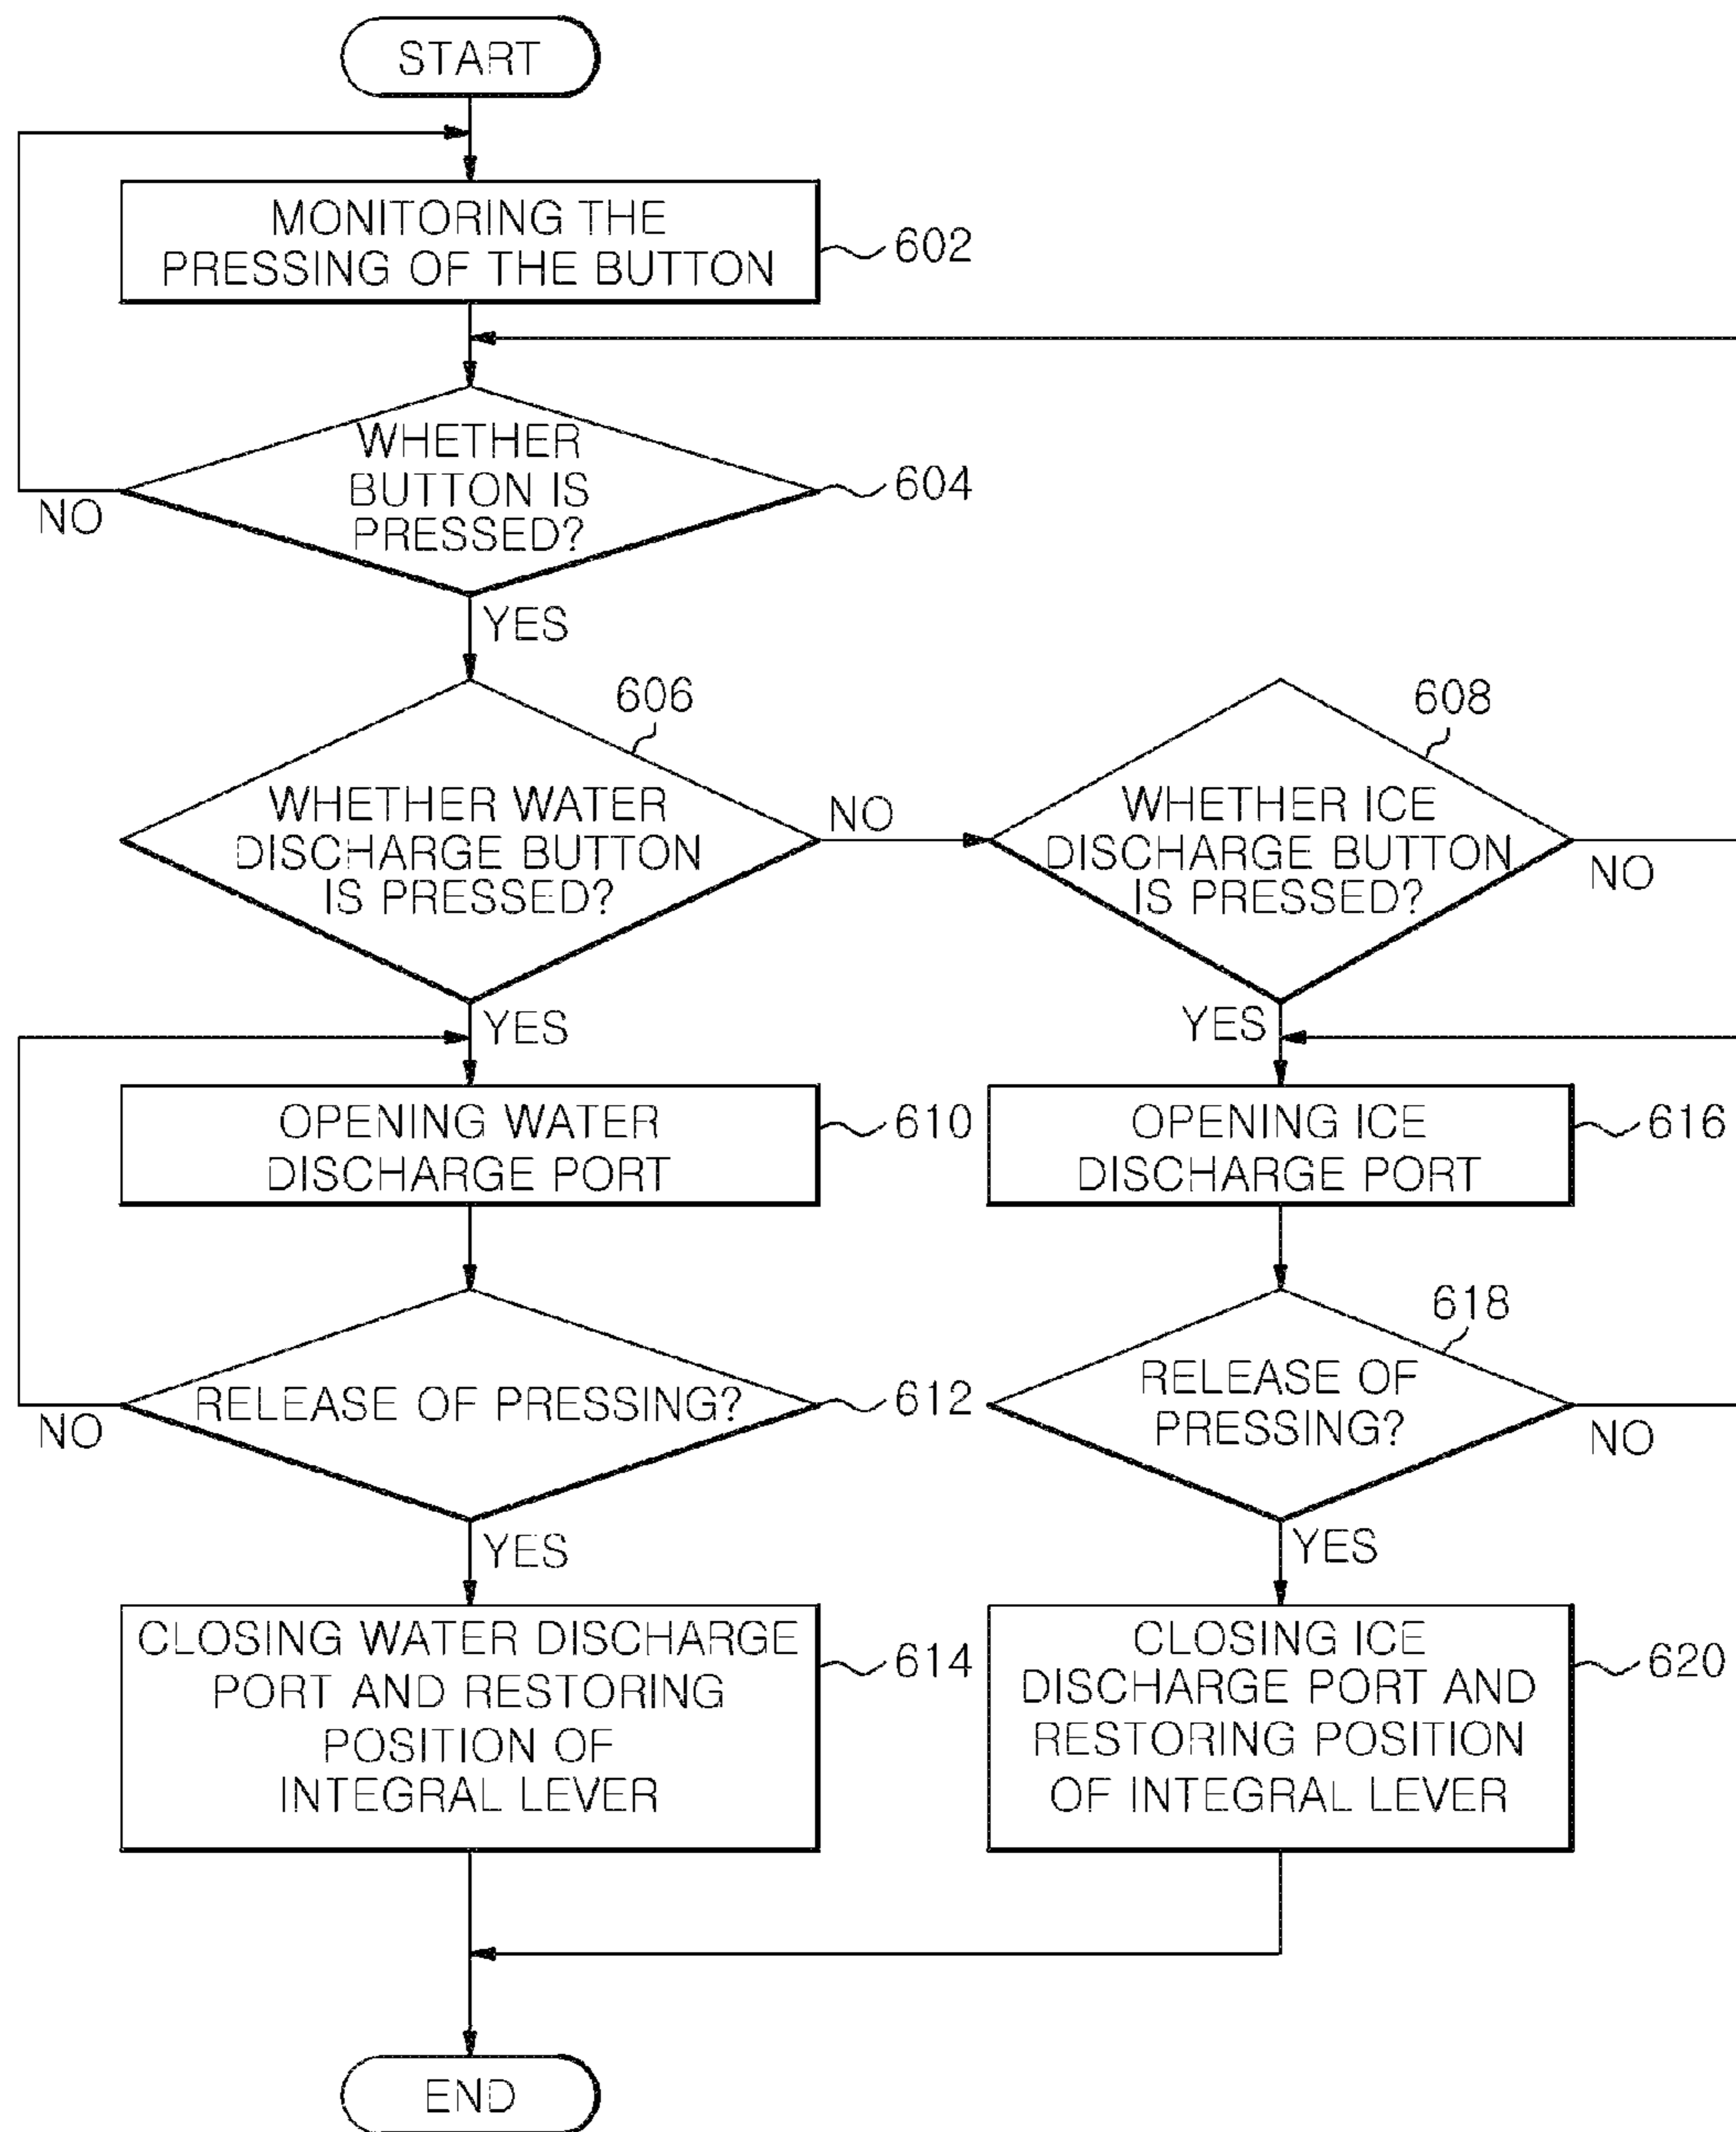 START
MONITORING THE
PRESSING OF THE BUTTON
602
WHETHER
BUTTON IS
PRESSED?
604
NO
YES
606
WHETHER WATER
DISCHARGE BUTTON
IS PRESSED?
NO
608
WHETHER ICE
DISCHARGE BUTTON
IS PRESSED?
NO
YES
YES
OPENING WATER
DISCHARGE PORT
610
OPENING ICE
DISCHARGE PORT
616
RELEASE OF PRESSING?
612
NO
618
RELEASE OF
PRESSING?
NO
YES
YES
CLOSING WATER DISCHARGE
PORT AND RESTORING
POSITION OF
INTEGRAL LEVER
614
CLOSING ICE
DISCHARGE PORT AND
RESTORING POSITION
OF INTEGRAL LEVER
620
END